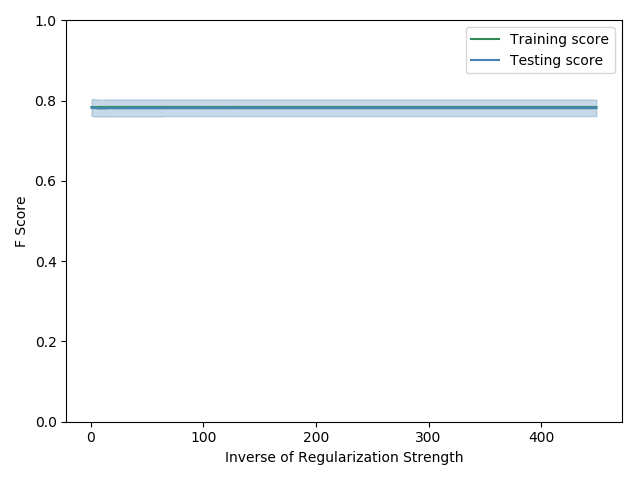 1.0
Training score
Testing score
0.8
0.6
F Score
0.4
0.2
0.0
0 100 200 300 400
Inverse of Regularization Strength